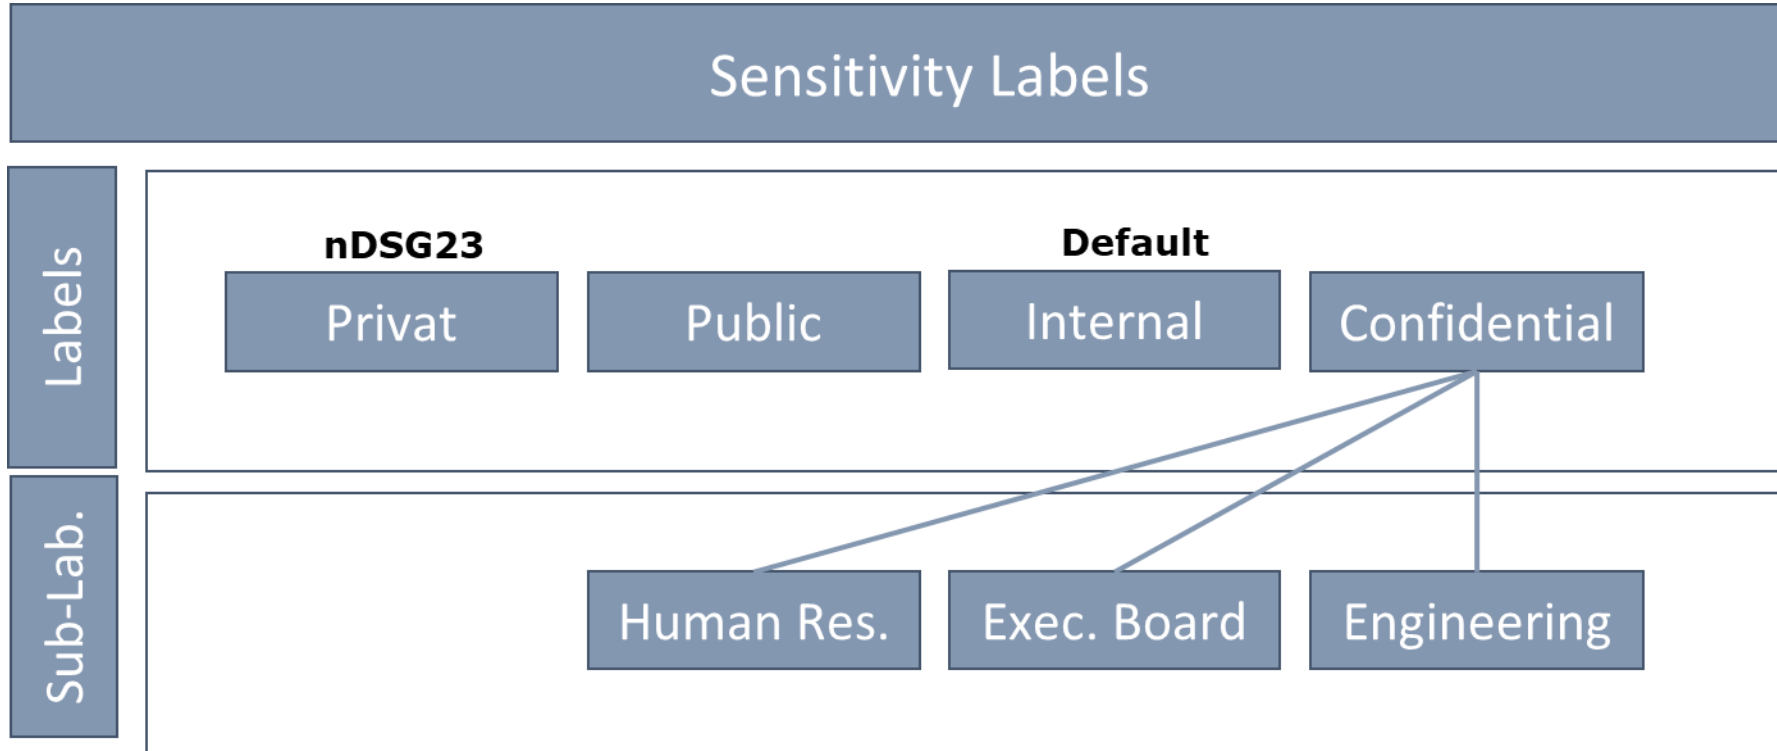 Sensitivity Labels
Labels
nDSG23
Default
Privat
Public
Internal
Confidential
Sub-Lab.
Human Res.
Exec. Board
Engineering